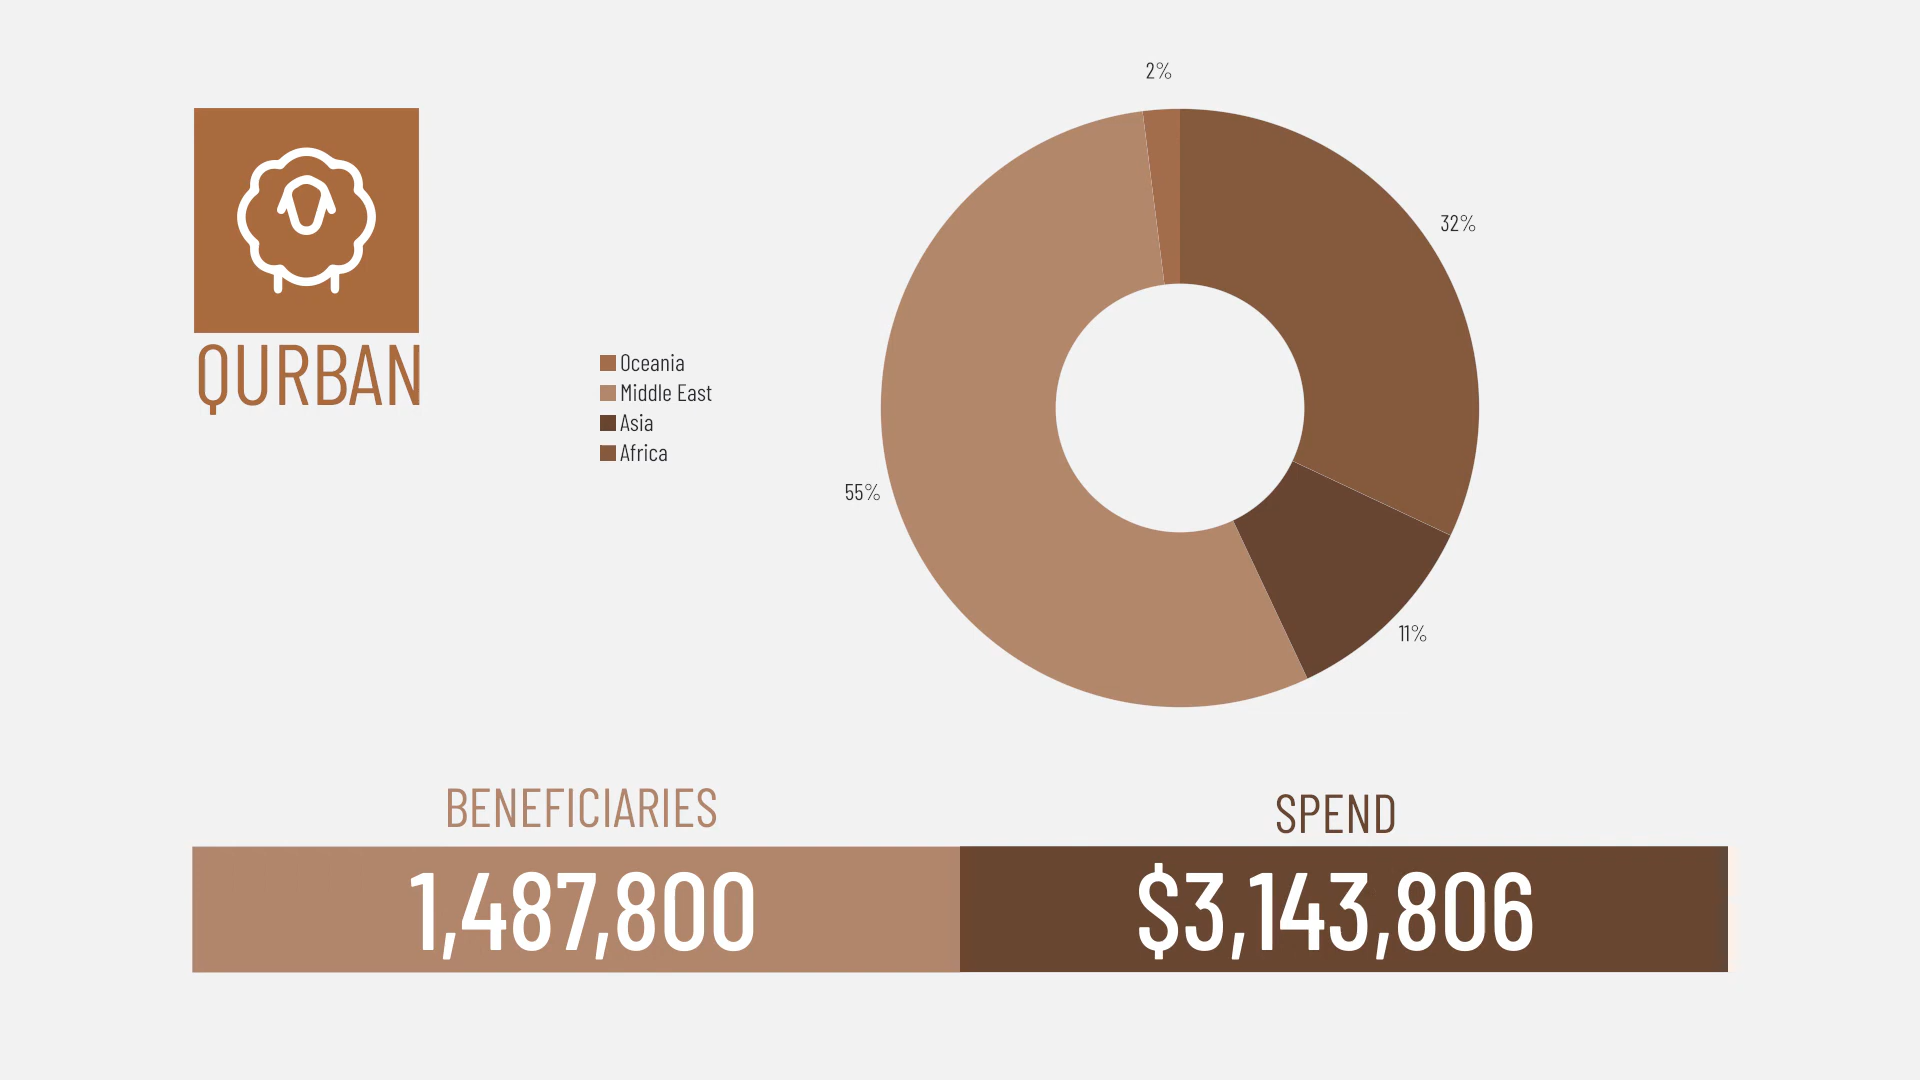 QURBAN
Oceania
Middle East
Asia
Africa
2%
32%
55%
11%
BENEFICIARIES
1,487,800
SPEND
$3,143,806